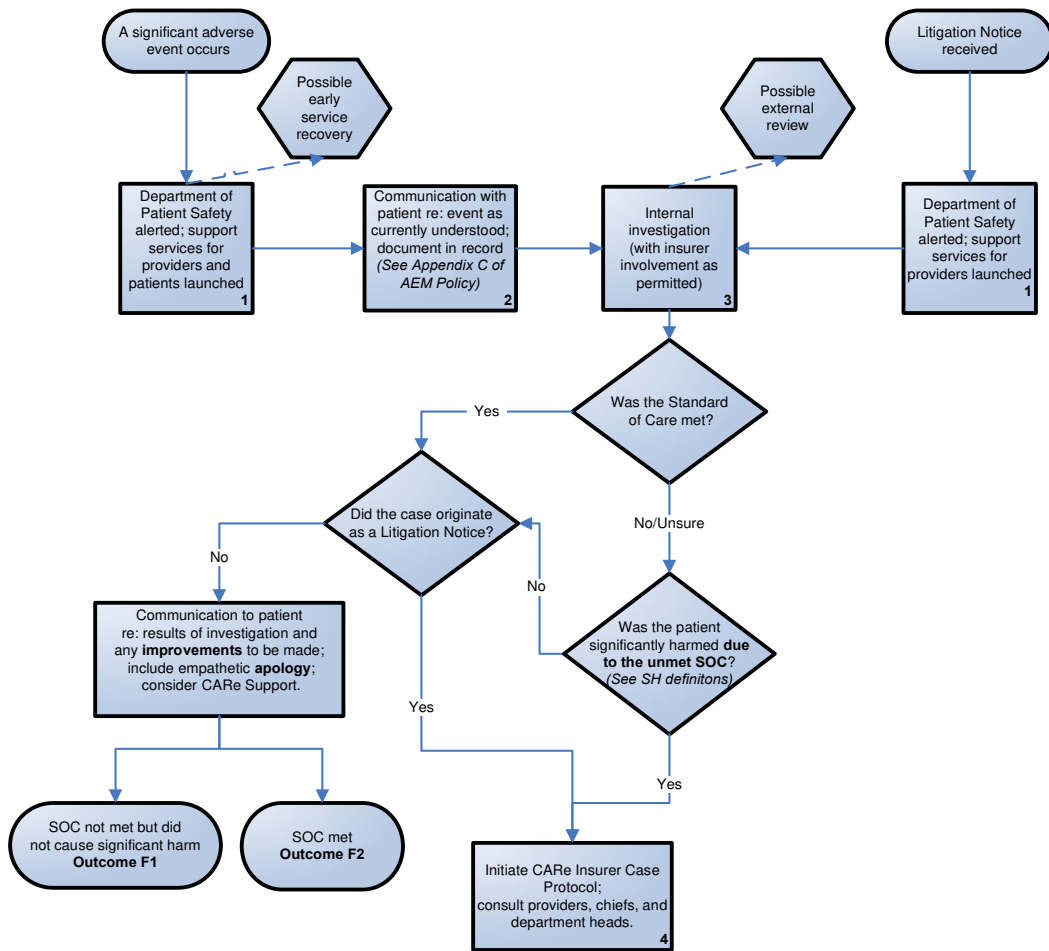 A significant adverse
event occurs
Litigation Notice
received
Possible
early
service
recovery
Possible
external
review
Department of
Patient Safety
alerted; support
services for
providers and
patients launched
1
Communication with
patient re: event as
currently understood;
document in record
(See Appendix C of
AEM Policy)
2
Internal
investigation
(with insurer
involvement as
permitted)
3
Department of
Patient Safety
alerted; support
services for
providers launched
1
Was the Standard
of Care met?
Yes
No/Unsure
Did the case originate
as a Litigation Notice?
No
No
Was the patient
significantly harmed due
to the unmet SOC?
(See SH definitons)
Communication to patient
re: results of investigation and
any improvements to be made;
include empathetic apology;
consider CARe Support.
Yes
Yes
SOC not met but did
not cause significant harm
Outcome F1
SOC met
Outcome F2
Initiate CARe Insurer Case
Protocol;
consult providers, chiefs, and
department heads.
4